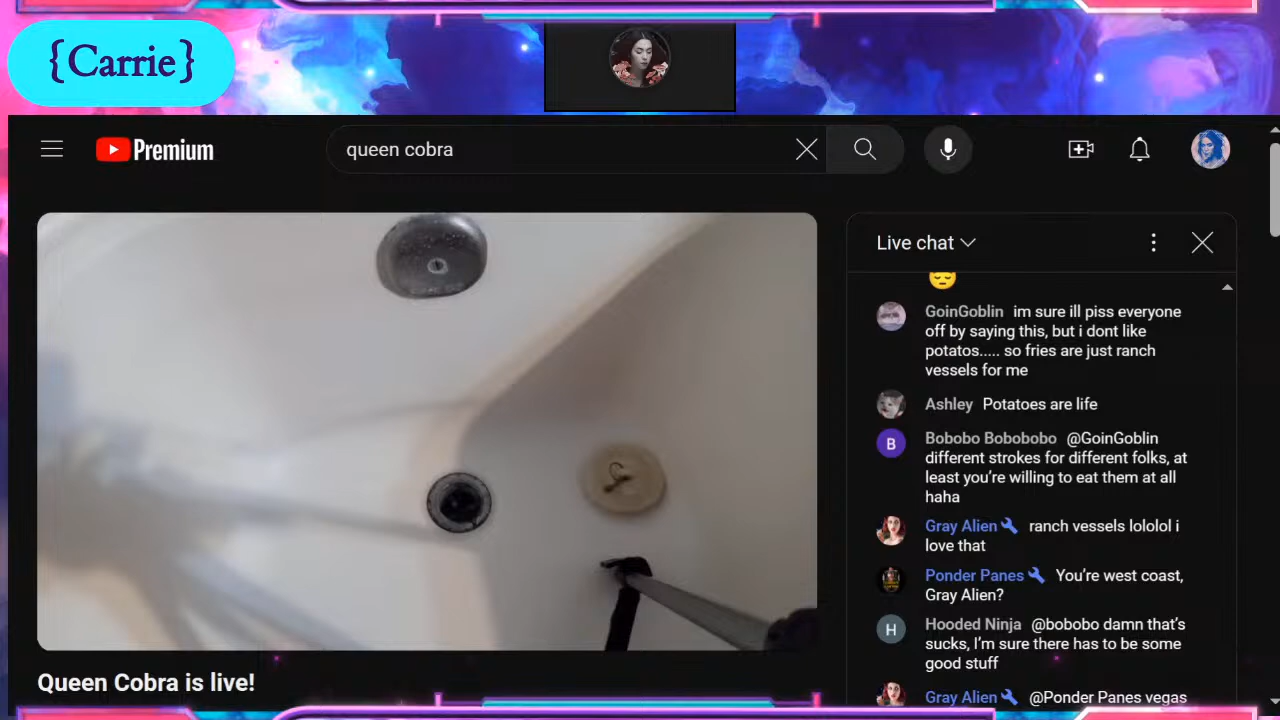 {Carrie}
Premium
queen cobra
Live chat
GoinGoblin im sure ill piss everyone
off by saying this, but i dont like
potatos..... so fries are just ranch
vessels for me
Ashley Potatoes are life
B
Bobobo Bobobobo @GoinGoblin
different strokes for different folks, at
least you're willing to eat them at all
haha
Gray Alien ranch vessels lololol i
love that
Ponder Panes You're west coast,
Gray Alien?
H
Hooded Ninja @bobobo damn that's
sucks, I'm sure there has to be some
good stuff
Gray Alien @Ponder Panes vegas
Queen Cobra is live!